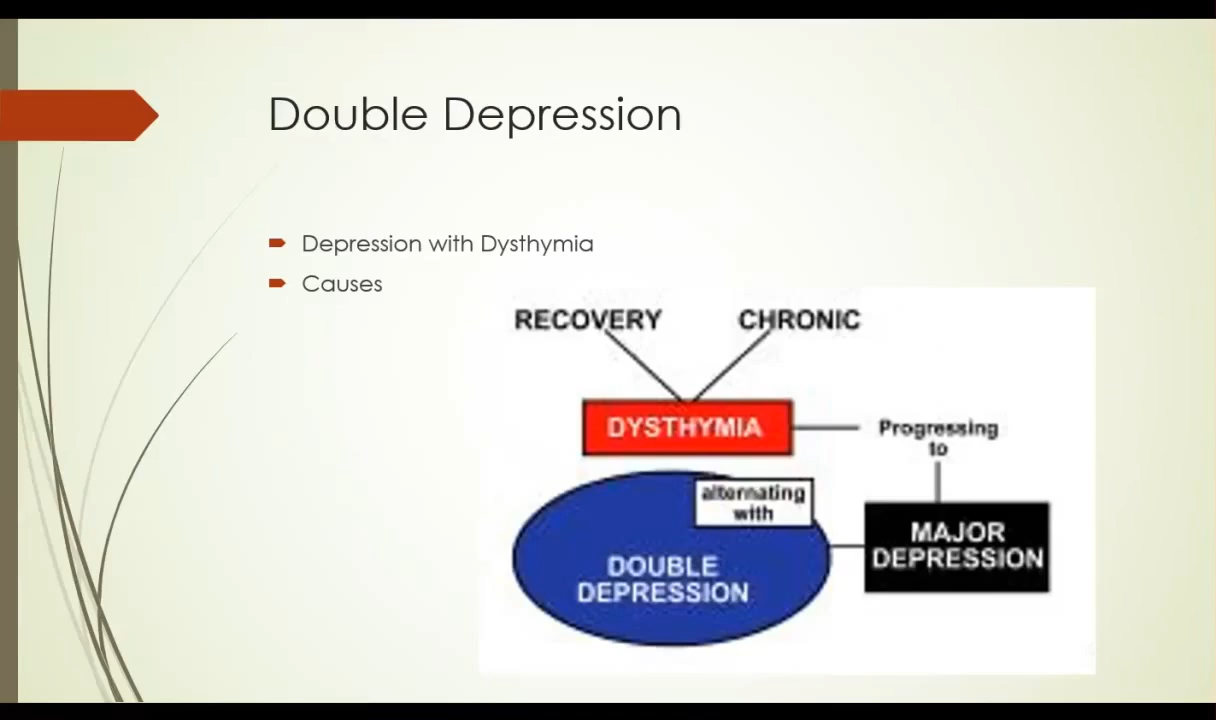 Double Depression
Depression with Dysthymia
Causes
RECOVERY
CHRONIC
DYSTHYMIA
Progressing
to
alternating
with
DOUBLE
DEPRESSION
MAJOR
DEPRESSION